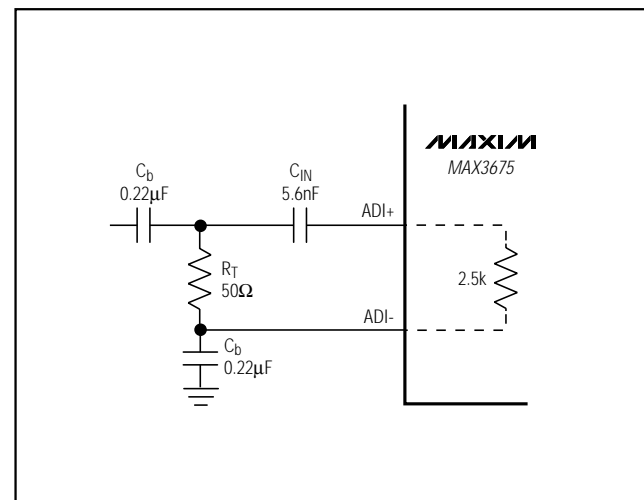 MAXIM
MAX3675
Cb
0.22μF
CIN
5.6nF
ADI+
RT
50Ω
2.5k
ADI-
Cb
0.22μF